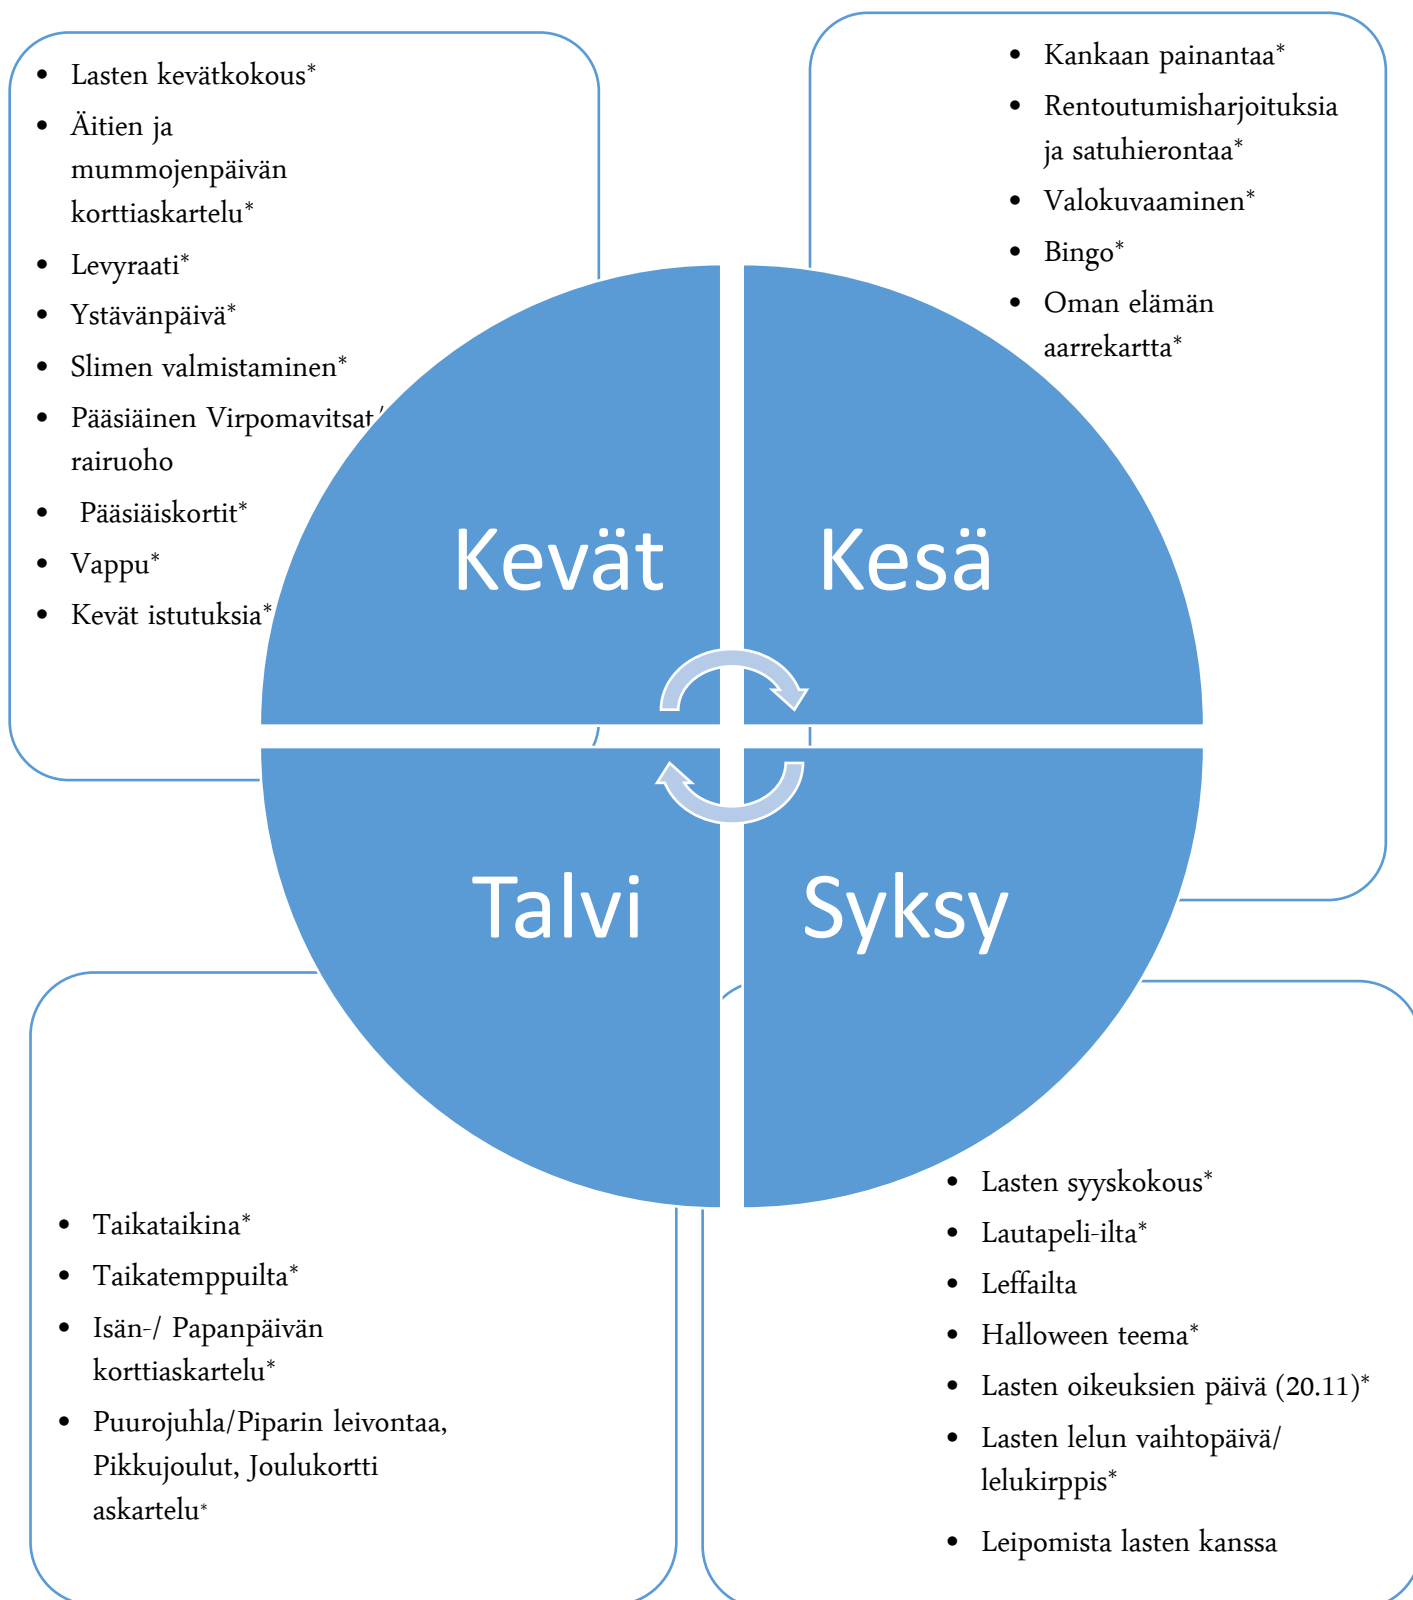 • Lasten kevätkokous*
• Äitien ja
mummojenpäivän
korttiaskartelu*
• Levyraati*
• Ystävänpäivä*
• Slimen valmistaminen*
• Pääsiäinen Virpomavitsat/
rairuoho
• Pääsiäiskortit*
• Vappu*
• Kevät istutuksia*
• Kankaan painantaa*
• Rentoutumisharjoituksia
ja satuhierontaa*
• Valokuvaaminen*
• Bingo*
• Oman elämän
aarrekartta*
Kevät
Kesä
Talvi
Syksy
• Taikataikina*
• Taikatemppuilta*
• Isän-/ Papanpäivän
korttiaskartelu*
• Puurojuhla/Piparin leivontaa,
Pikkujoulut, Joulukortti
askartelu*
• Lasten syyskokous*
• Lautapeli-ilta*
• Leffailta
• Halloween teema*
• Lasten oikeuksien päivä (20.11)*
• Lasten lelun vaihtopäivä/
lelukirppis*
• Leipomista lasten kanssa